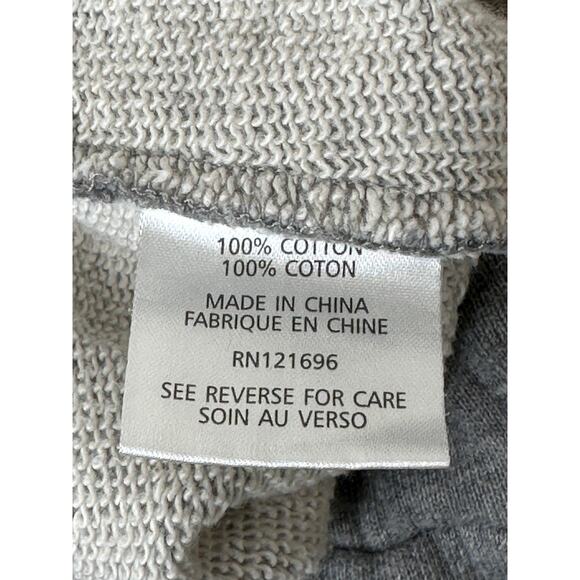 100% COTTON
100% COTON
MADE IN CHINA
FABRIQUE EN CHINE
RN121696
SEE REVERSE FOR CARE
SOIN AU VERSO